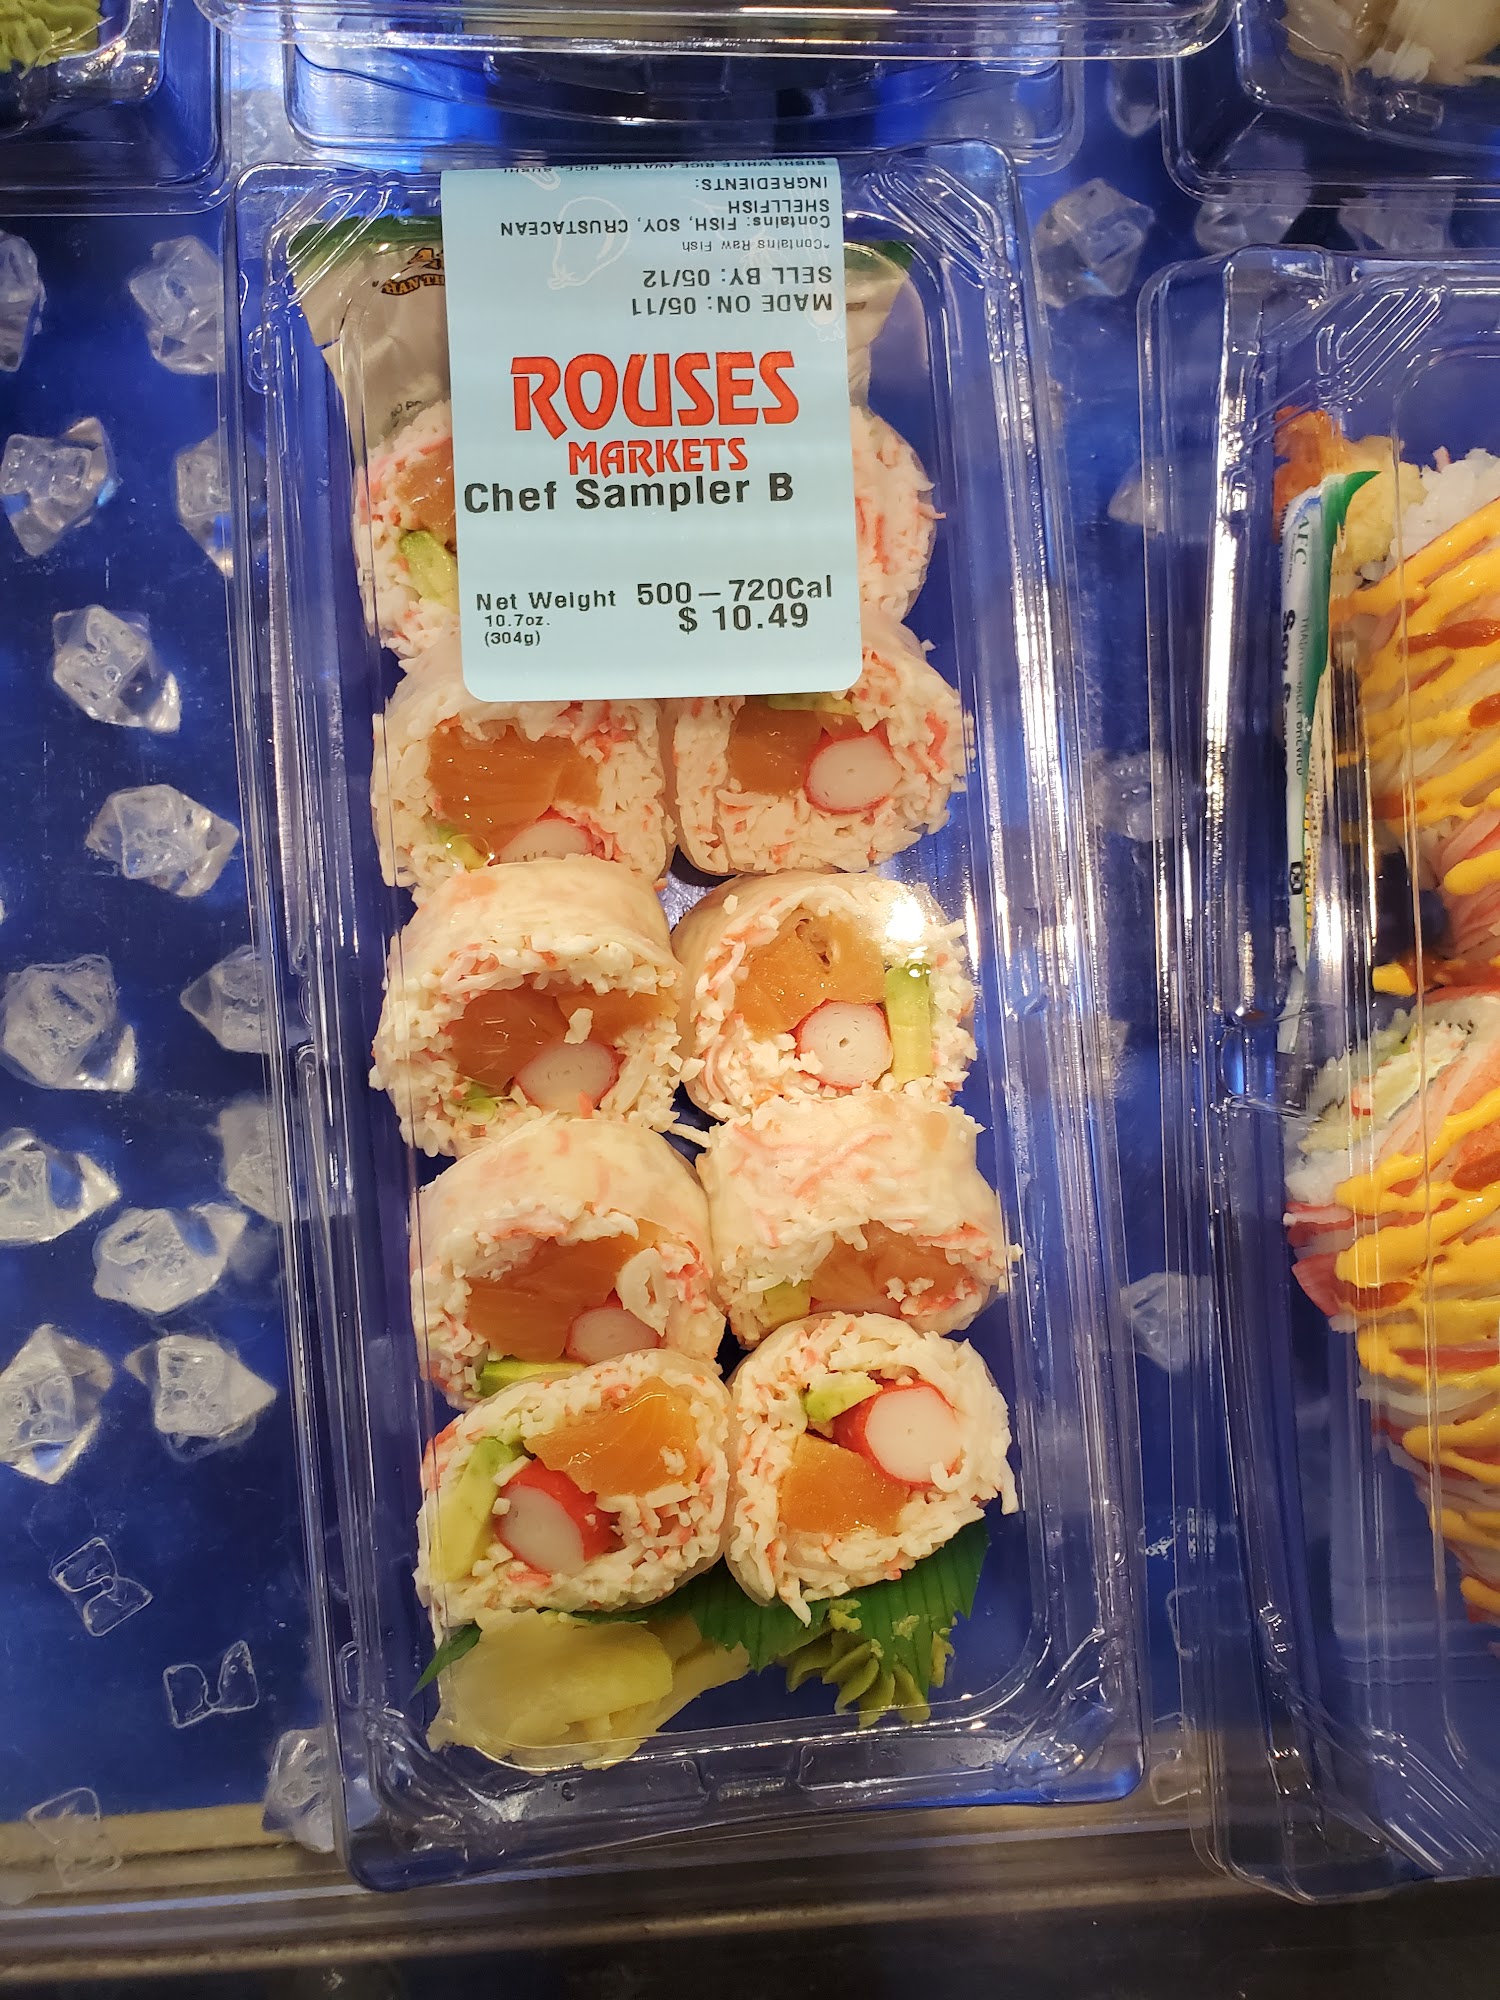 ROUSES
MARKETS
Chef Sampler B
Net Weight 500—720Cal
10.7oz. $ 10.49
(304g)
MADE ON: 05/11
SELL BY: 05/12
*Contains Raw Fish
Contains: FISH, SOY, CRUSTACEAN
SHELLFISH
INGREDIENTS:
SUSHI WHITE RICE (WATER, RICE, SUSHI
AFC